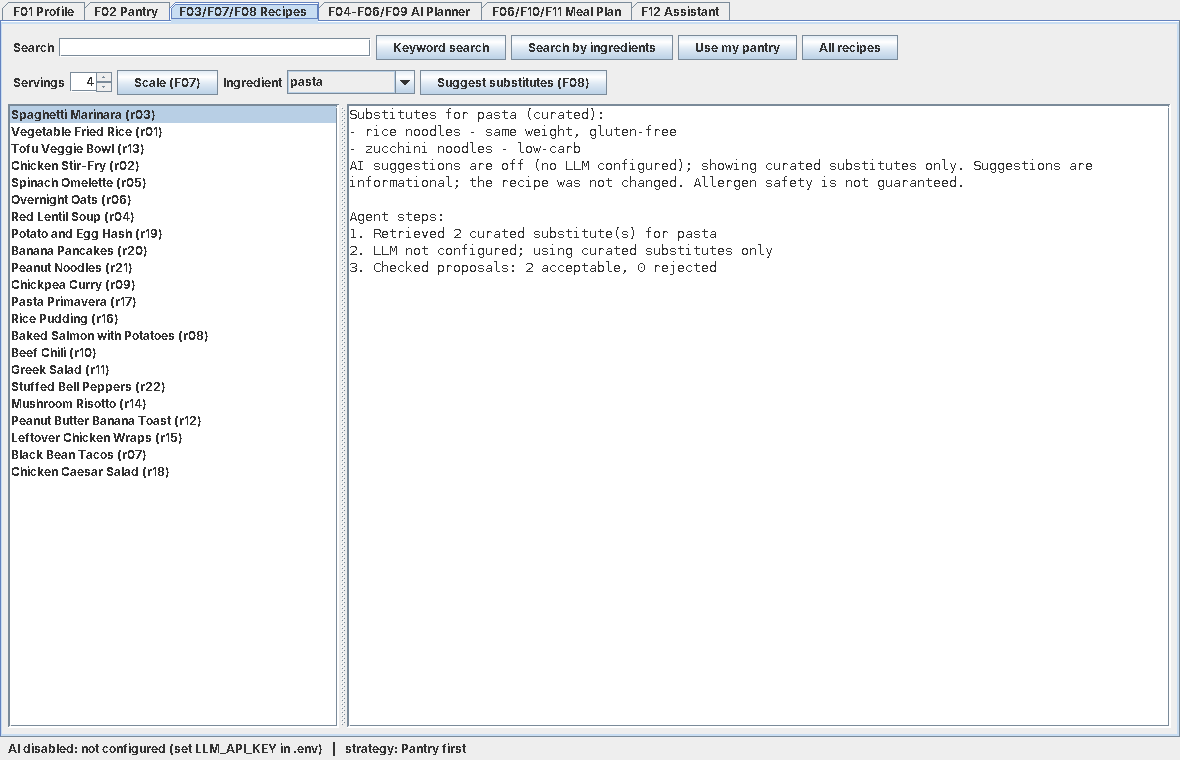 F01 Profile F02 Pantry F03/F07/F08 Recipes F04-F06/F09 AI Planner F06/F10/F11 Meal Plan F12 Assistant
Search Keyword search Search by ingredients Use my pantry All recipes
Servings 4 Scale (F07) Ingredient pasta Suggest substitutes (F08)
Spaghetti Marinara (r03)
Vegetable Fried Rice (r01)
Tofu Veggie Bowl (r13)
Chicken Stir-Fry (r02)
Spinach Omelette (r05)
Overnight Oats (r06)
Red Lentil Soup (r04)
Potato and Egg Hash (r19)
Banana Pancakes (r20)
Peanut Noodles (r21)
Chickpea Curry (r09)
Pasta Primavera (r17)
Rice Pudding (r16)
Baked Salmon with Potatoes (r08)
Beef Chili (r10)
Greek Salad (r11)
Stuffed Bell Peppers (r22)
Mushroom Risotto (r14)
Peanut Butter Banana Toast (r12)
Leftover Chicken Wraps (r15)
Black Bean Tacos (r07)
Chicken Caesar Salad (r18)
Substitutes for pasta (curated):
- rice noodles - same weight, gluten-free
- zucchini noodles - low-carb
AI suggestions are off (no LLM configured); showing curated substitutes only. Suggestions are
informational; the recipe was not changed. Allergen safety is not guaranteed.
Agent steps:
1. Retrieved 2 curated substitute(s) for pasta
2. LLM not configured; using curated substitutes only
3. Checked proposals: 2 acceptable, 0 rejected
AI disabled: not configured (set LLM_API_KEY in .env) | strategy: Pantry first